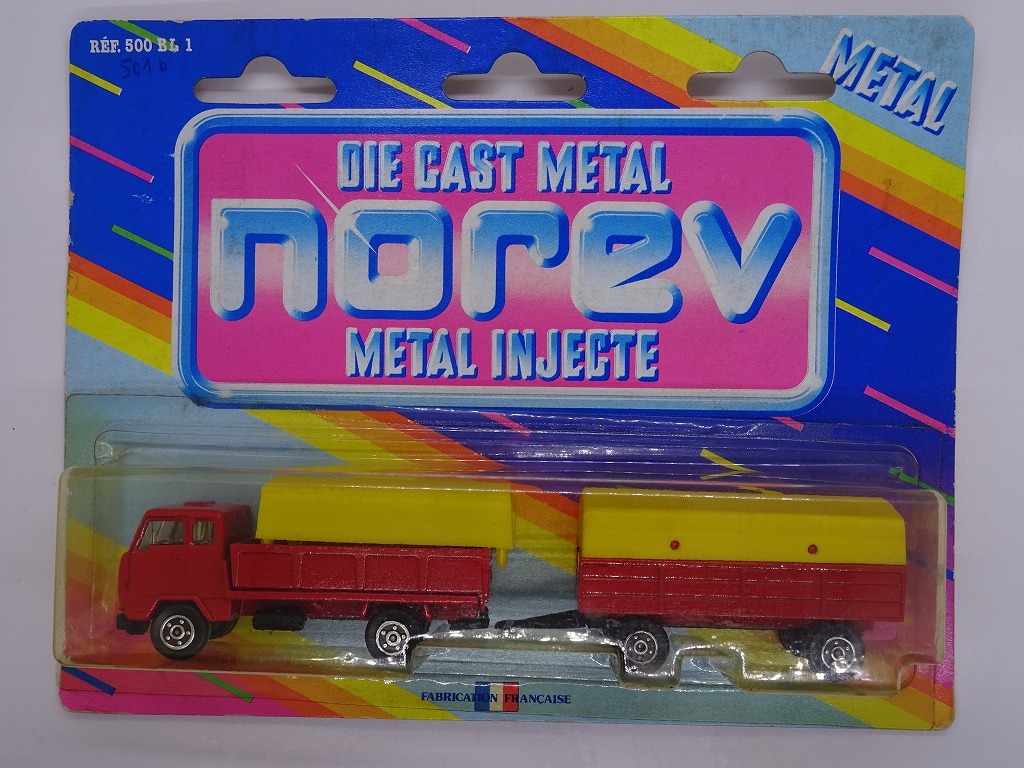 RÉF. 500 BL 1
501b
METAL
DIE CAST METAL
norev
METAL INJECTE
FABRICATION FRANÇAISE